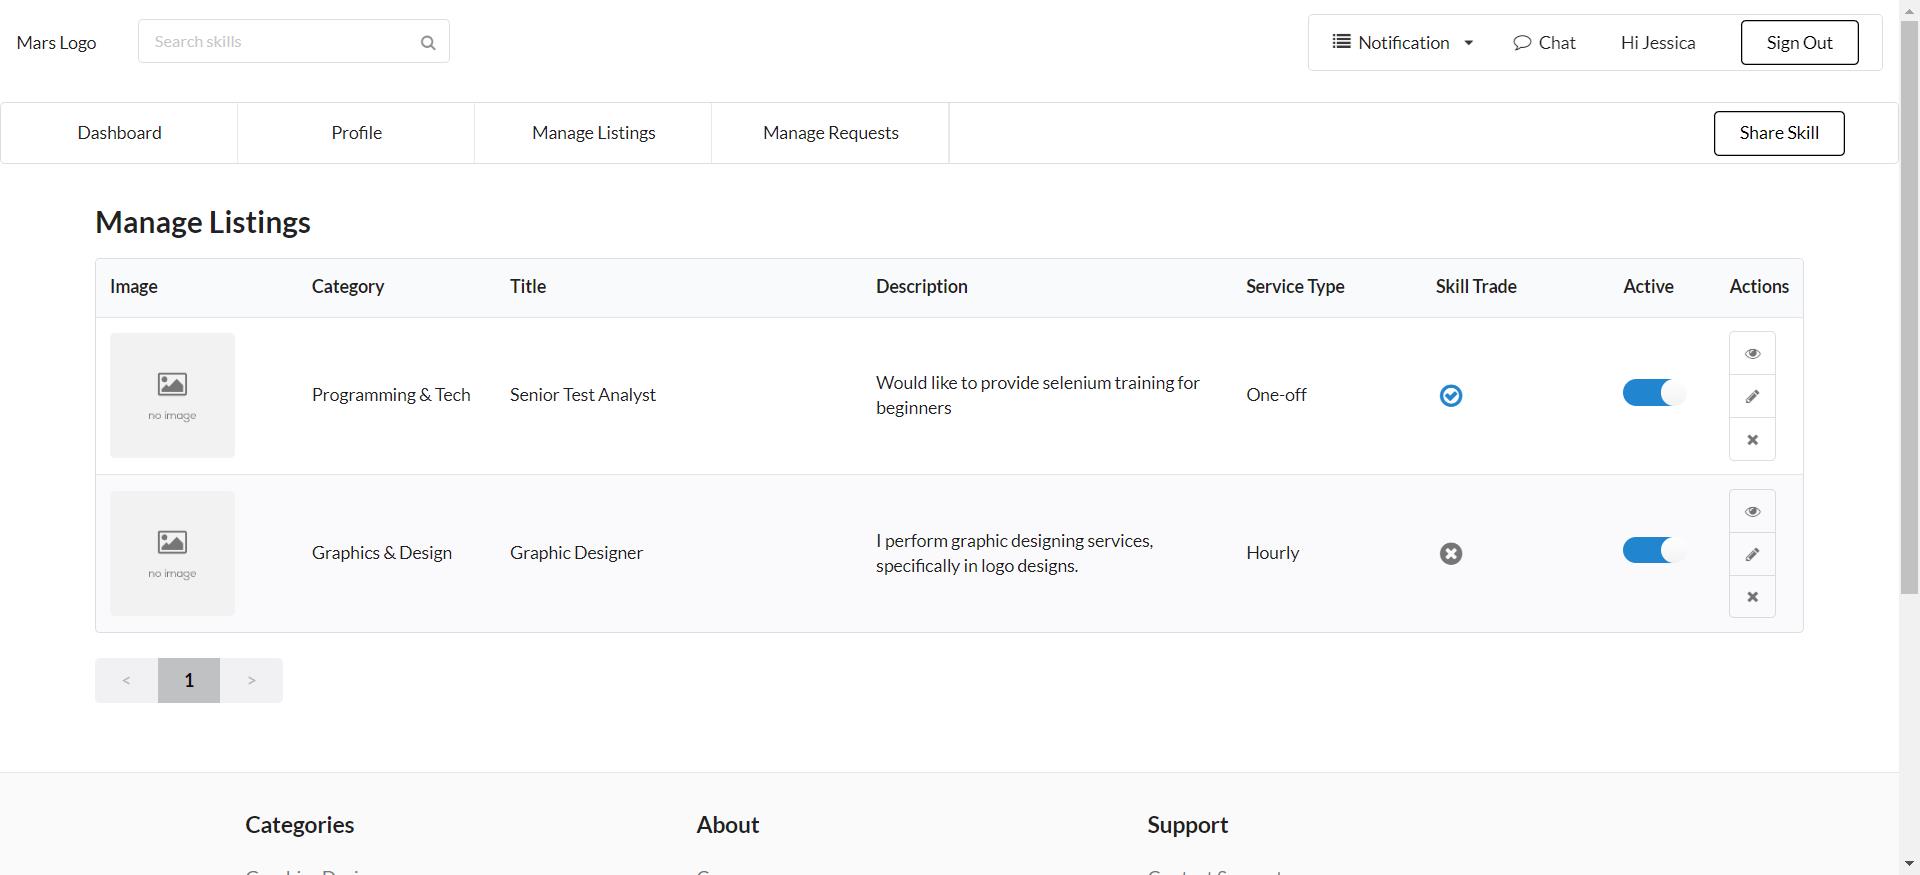 Mars Logo
Search skills
Notification
Chat
Hi Jessica
Sign Out
Dashboard
Profile
Manage Listings
Manage Requests
Share Skill
Manage Listings
Image
Category
Title
Description
Service Type
Skill Trade
Active
Actions
no image
Programming & Tech
Senior Test Analyst
Would like to provide selenium training for
beginners
One-off
no image
Graphics & Design
Graphic Designer
I perform graphic designing services,
specifically in logo designs.
Hourly
<
1
>
Categories
About
Support